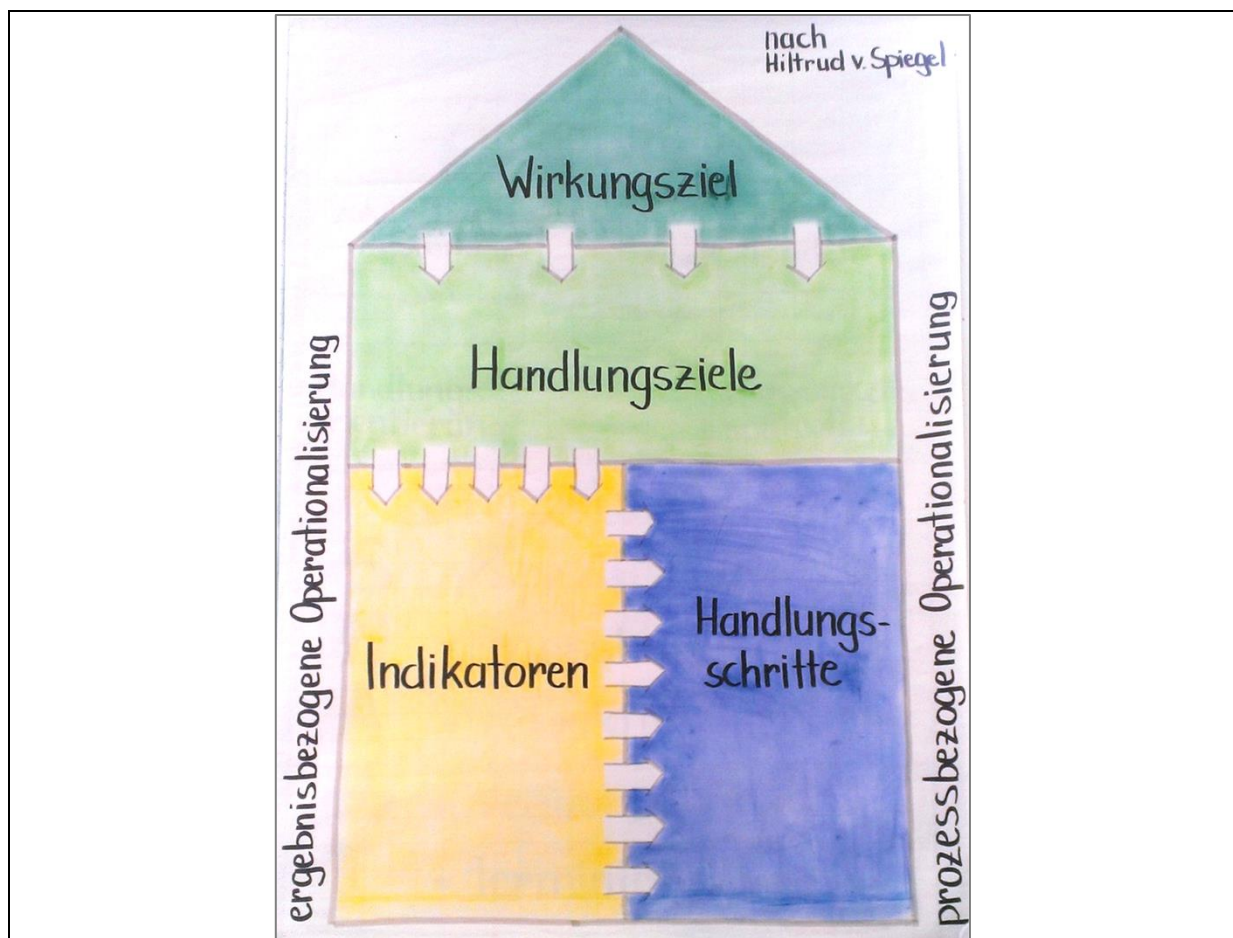 nach
Hiltrud v. Spiegel
Wirkungsziel
Handlungsziele
Indikatoren
Handlungs-
schritte
ergebnisbezogene Operationalisierung
prozessbezogene Operationalisierung